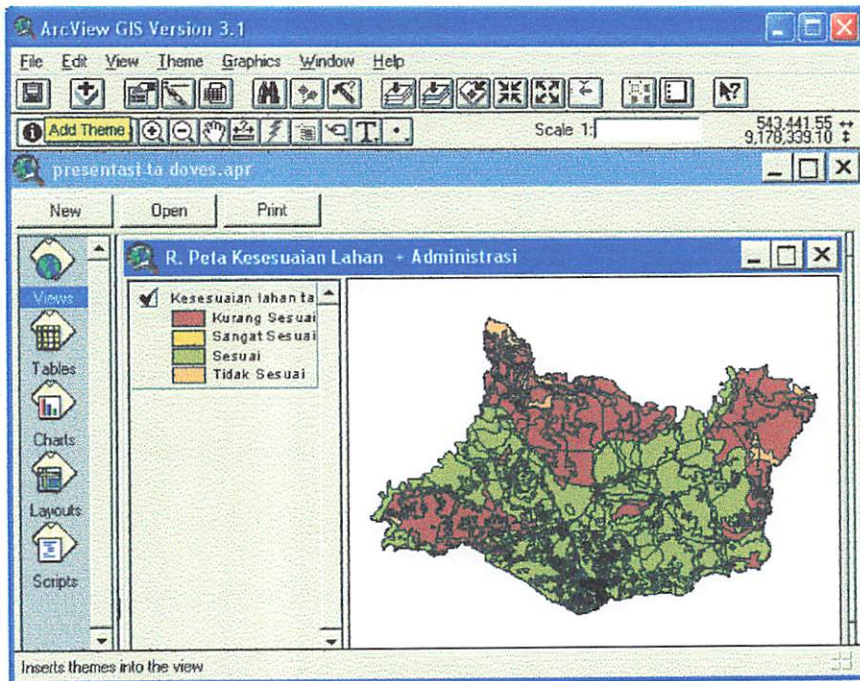 ArcView GIS Version 3.1
File Edit View Theme Graphics Window Help
Add Theme
Scale 1:
543,441.55
9,178,339.10
presentasi ta doves.apr
New Open Print
R. Peta Kesesuaian Lahan + Administrasi
Views
Tables
Charts
Layouts
Scripts
Kesesuaian lahan ta
Kurang Sesuai
Sangat Sesuai
Sesuai
Tidak Sesuai
Inserts themes into the view